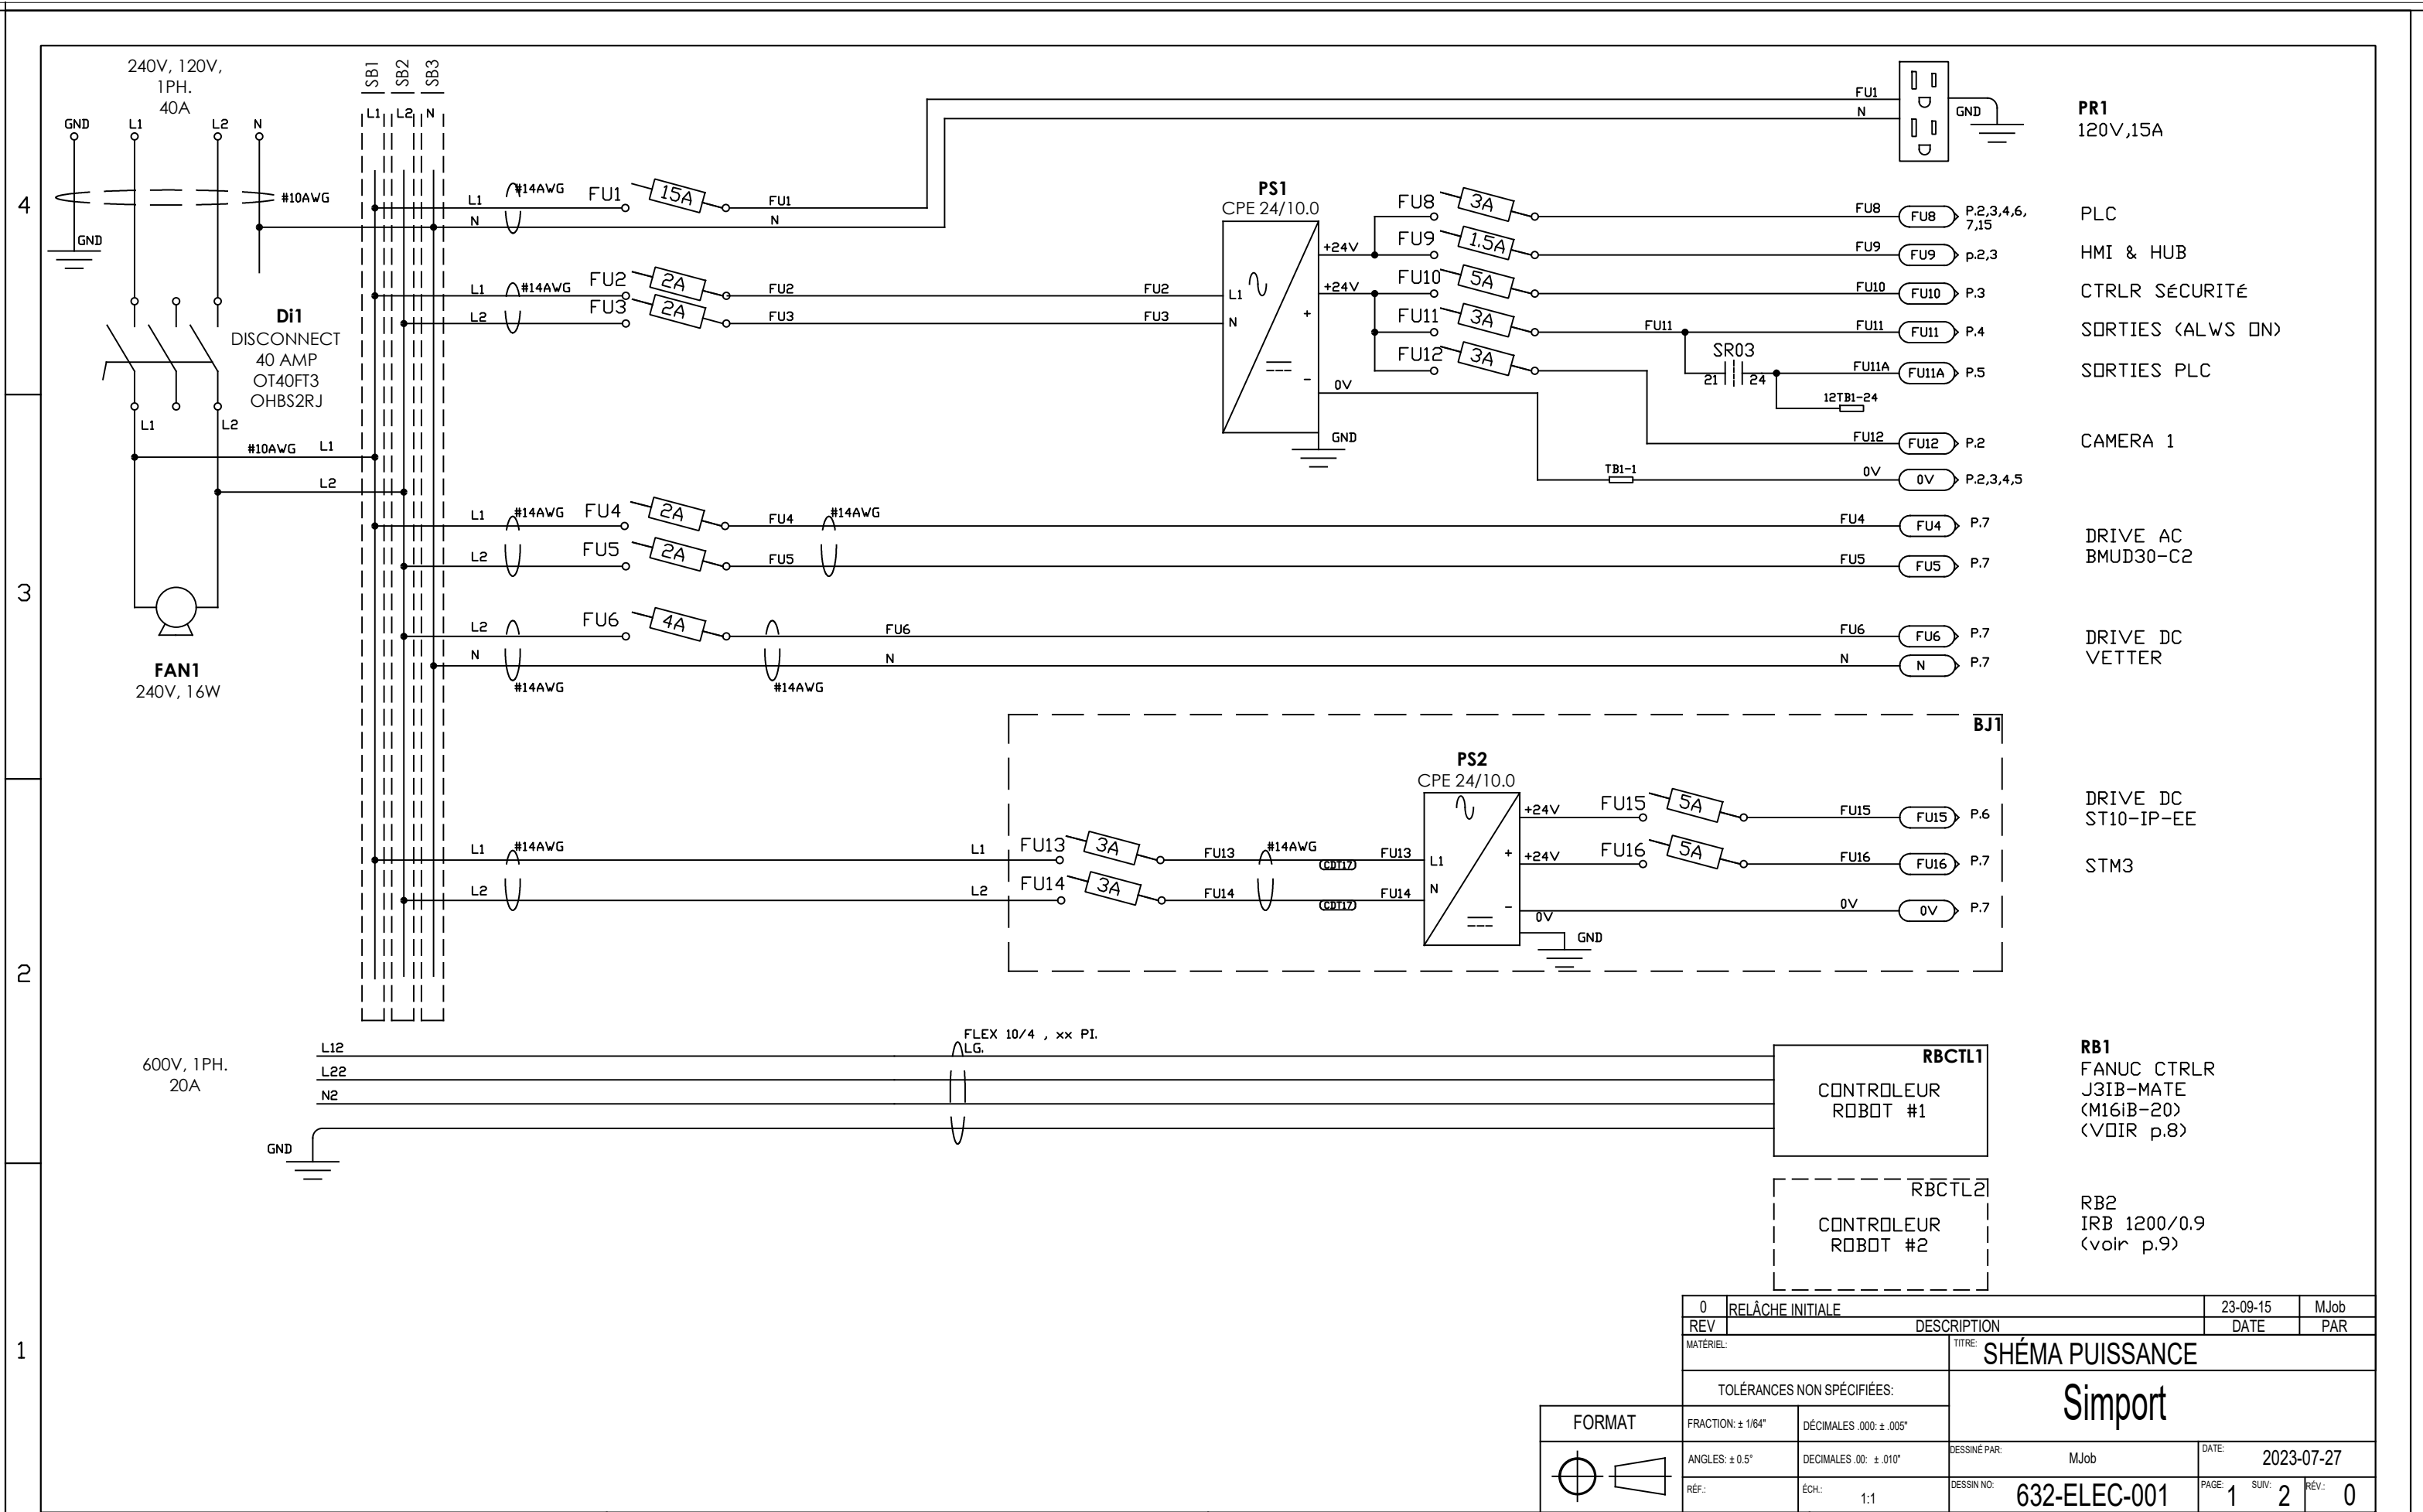 240V, 120V,
1PH.
40A
GND
L1
L2
N
#10AWG
GND
Di1
DISCONNECT
40 AMP
OT40FT3
OHBS2RJ
L1
L2
#10AWG
L1
L2
FAN1
240V, 16W
SB1
SB2
SB3
L1
L2
N
L1
#14AWG
FU1
15A
FU1
N
N
FU1
N
GND
PR1
120V,15A
L1
#14AWG
FU2
2A
FU2
FU2
L2
FU3
2A
FU3
FU3
PS1
CPE 24/10.0
L1
N
+
-
+24V
+24V
0V
GND
FU8
3A
FU8
FU8
P.2,3,4,6,
7,15
PLC
FU9
1.5A
FU9
FU9
p.2,3
HMI & HUB
FU10
5A
FU10
FU10
P.3
CTRLR SéCURITé
FU11
3A
FU11
FU11
FU11
P.4
SORTIES (ALWS ON)
FU12
3A
SR03
21
24
FU11A
FU11A
P.5
SORTIES PLC
12TB1-24
FU12
FU12
P.2
CAMERA 1
TB1-1
0V
0V
P.2,3,4,5
L1
#14AWG
FU4
2A
FU4
#14AWG
FU4
FU4
P.7
DRIVE AC
BMUD30-C2
L2
FU5
2A
FU5
FU5
FU5
P.7
L2
FU6
4A
FU6
FU6
FU6
P.7
DRIVE DC
VETTER
N
N
N
N
P.7
#14AWG
#14AWG
BJ1
PS2
CPE 24/10.0
L1
#14AWG
L1
FU13
3A
FU13
#14AWG
CDT17
FU13
L1
L2
L2
FU14
3A
FU14
CDT17
FU14
N
+
-
+24V
FU15
5A
FU15
FU15
P.6
DRIVE DC
ST10-IP-EE
+24V
FU16
5A
FU16
FU16
P.7
STM3
0V
0V
0V
P.7
GND
600V, 1PH.
20A
L12
L22
N2
GND
FLEX 10/4 , xx PI.
LG.
RBCTL1
CONTROLEUR
ROBOT #1
RB1
FANUC CTRLR
J3IB-MATE
(M16iB-20)
(VOIR p.8)
RBCTL2
CONTROLEUR
ROBOT #2
RB2
IRB 1200/0.9
(voir p.9)
4
3
2
1
0 RELÂCHE INITIALE 23-09-15 MJob
REV DESCRIPTION DATE PAR
MATÉRIEL:
TITRE: SHÉMA PUISSANCE
TOLÉRANCES NON SPÉCIFIÉES:
Simport
FORMAT
FRACTION: ± 1/64"
DÉCIMALES .000: ± .005"
ANGLES: ± 0.5°
DECIMALES .00: ± .010"
DESSINÉ PAR: MJob
DATE: 2023-07-27
RÉF.:
ÉCH.: 1:1
DESSIN NO: 632-ELEC-001
PAGE: 1
SUIV: 2
RÉV.: 0